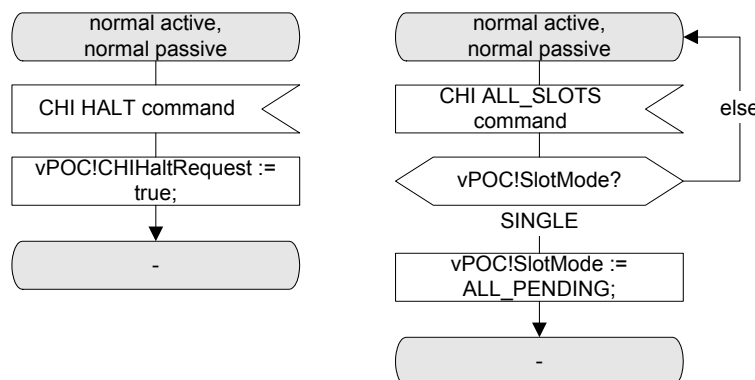 normal active,
normal passive
CHI HALT command
vPOC!CHIHaltRequest :=
true;
-
normal active,
normal passive
CHI ALL_SLOTS
command
else
vPOC!SlotMode?
SINGLE
vPOC!SlotMode :=
ALL_PENDING;
-